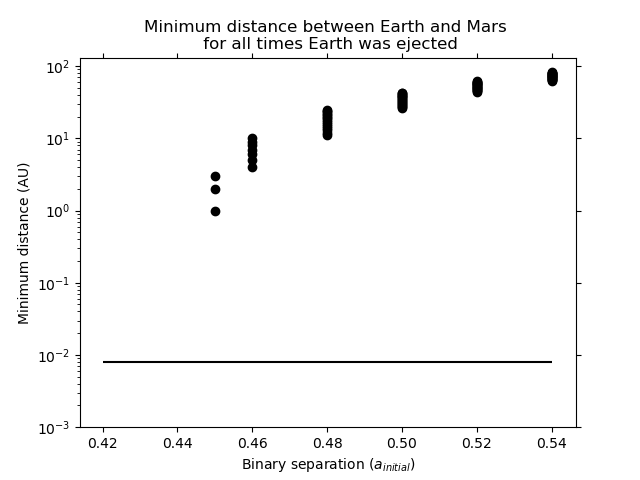 Minimum distance between Earth and Mars
for all times Earth was ejected
10²
10¹
10⁰
10⁻¹
10⁻²
10⁻³
Minimum distance (AU)
0.42 0.44 0.46 0.48 0.50 0.52 0.54
Binary separation (a_initial)